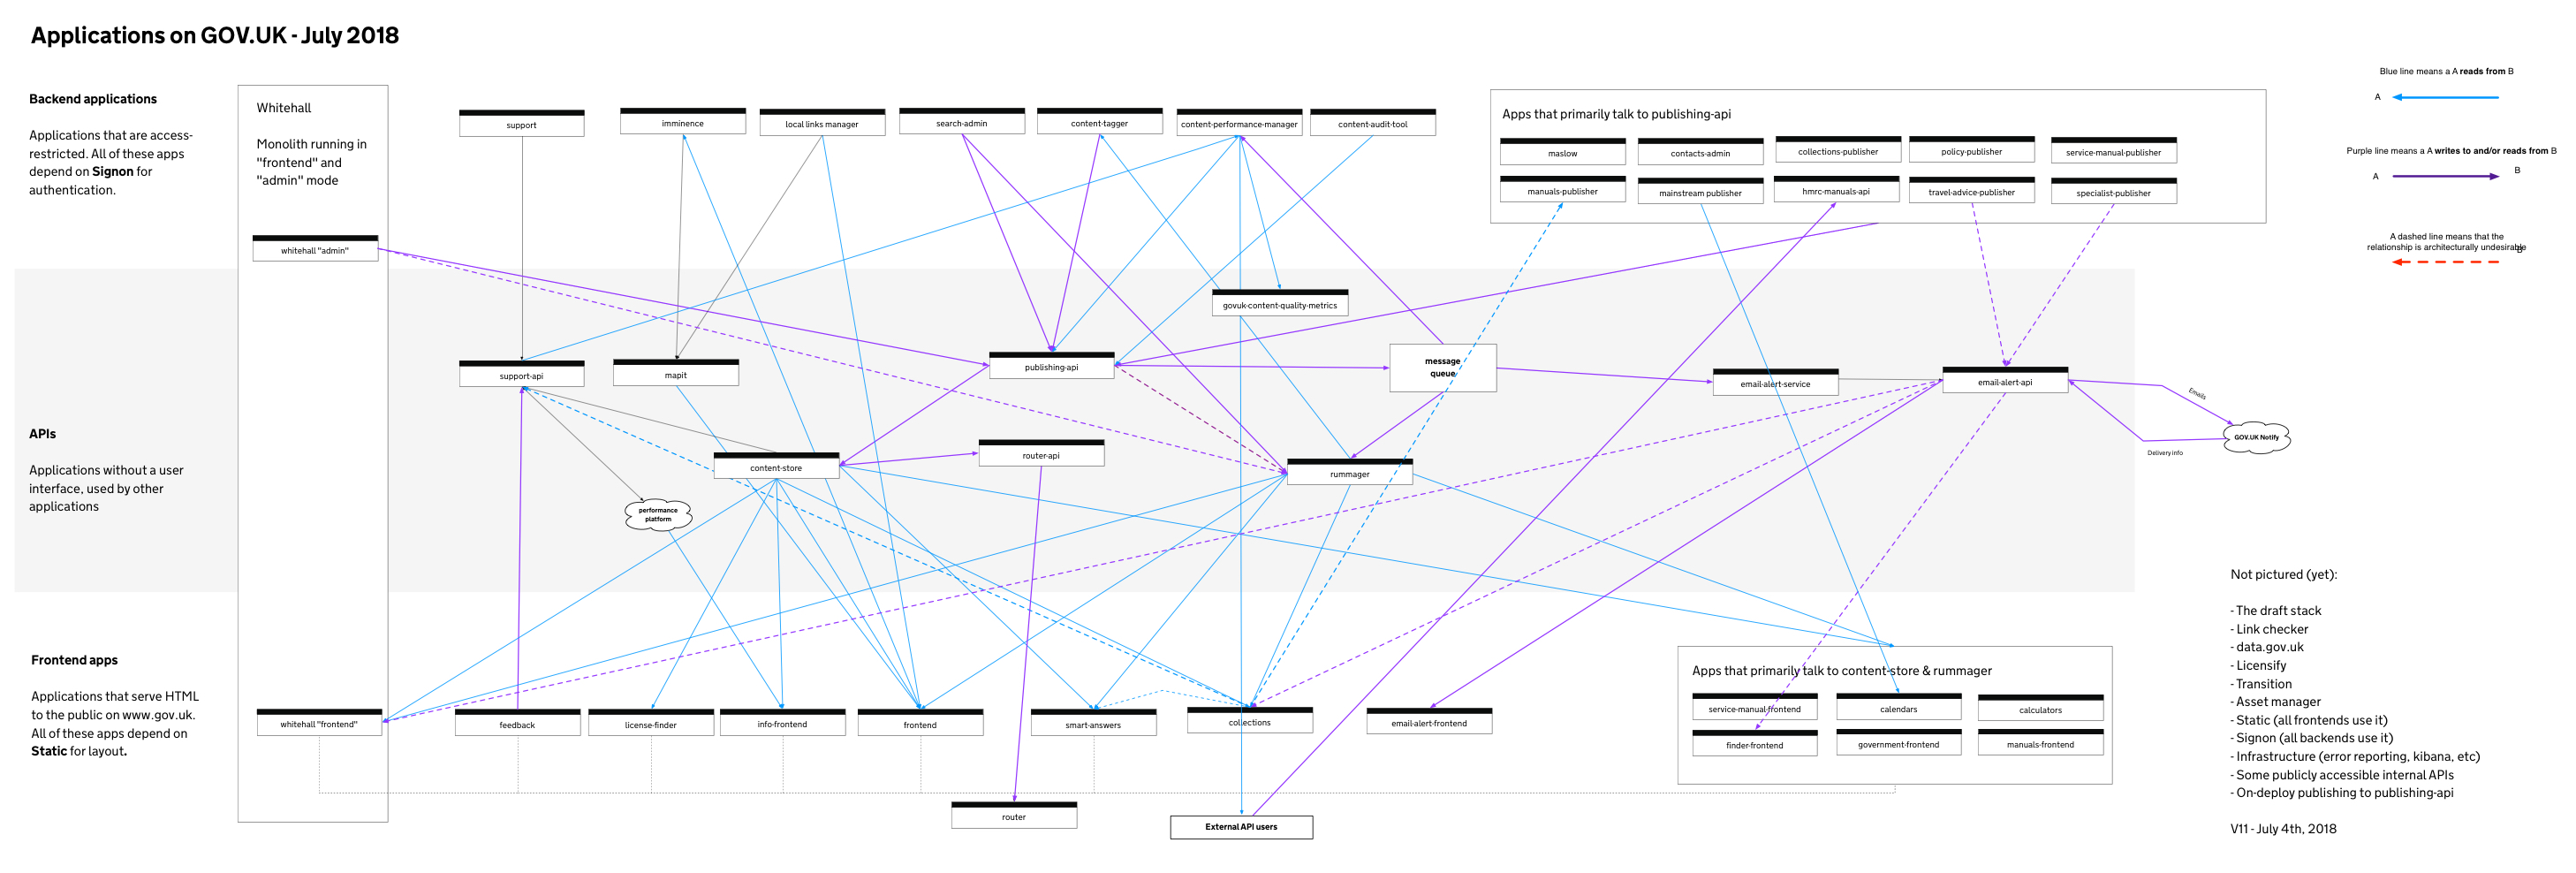 Applications on GOV.UK - July 2018
Backend applications
Applications that are access-
restricted. All of these apps
depend on Signon for
authentication.
Whitehall
Monolith running in
"frontend" and
"admin" mode
whitehall "admin"
support
imminence
local links manager
search-admin
content-tagger
content-performance-manager
content-audit-tool
Apps that primarily talk to publishing-api
maslow
contacts-admin
collections-publisher
policy-publisher
service-manual-publisher
manuals-publisher
mainstream publisher
hmrc-manuals-api
travel-advice-publisher
specialist-publisher
Blue line means a A reads from B
A
Purple line means a A writes to and/or reads from B
A
B
A dashed line means that the
relationship is architecturally undesirable
B
APIs
Applications without a user
interface, used by other
applications
govuk-content-quality-metrics
support-api
mapit
publishing-api
message
queue
email-alert-service
email-alert-api
Emails
GOV.UK Notify
Delivery info
content-store
router-api
rummager
performance
platform
Frontend apps
Applications that serve HTML
to the public on www.gov.uk.
All of these apps depend on
Static for layout.
whitehall "frontend"
feedback
license-finder
info-frontend
frontend
smart-answers
collections
email-alert-frontend
Apps that primarily talk to content-store & rummager
service-manual-frontend
calendars
calculators
finder-frontend
government-frontend
manuals-frontend
router
External API users
Not pictured (yet):
- The draft stack
- Link checker
- data.gov.uk
- Licensify
- Transition
- Asset manager
- Static (all frontends use it)
- Signon (all backends use it)
- Infrastructure (error reporting, kibana, etc)
- Some publicly accessible internal APIs
- On-deploy publishing to publishing-api
V11 - July 4th, 2018